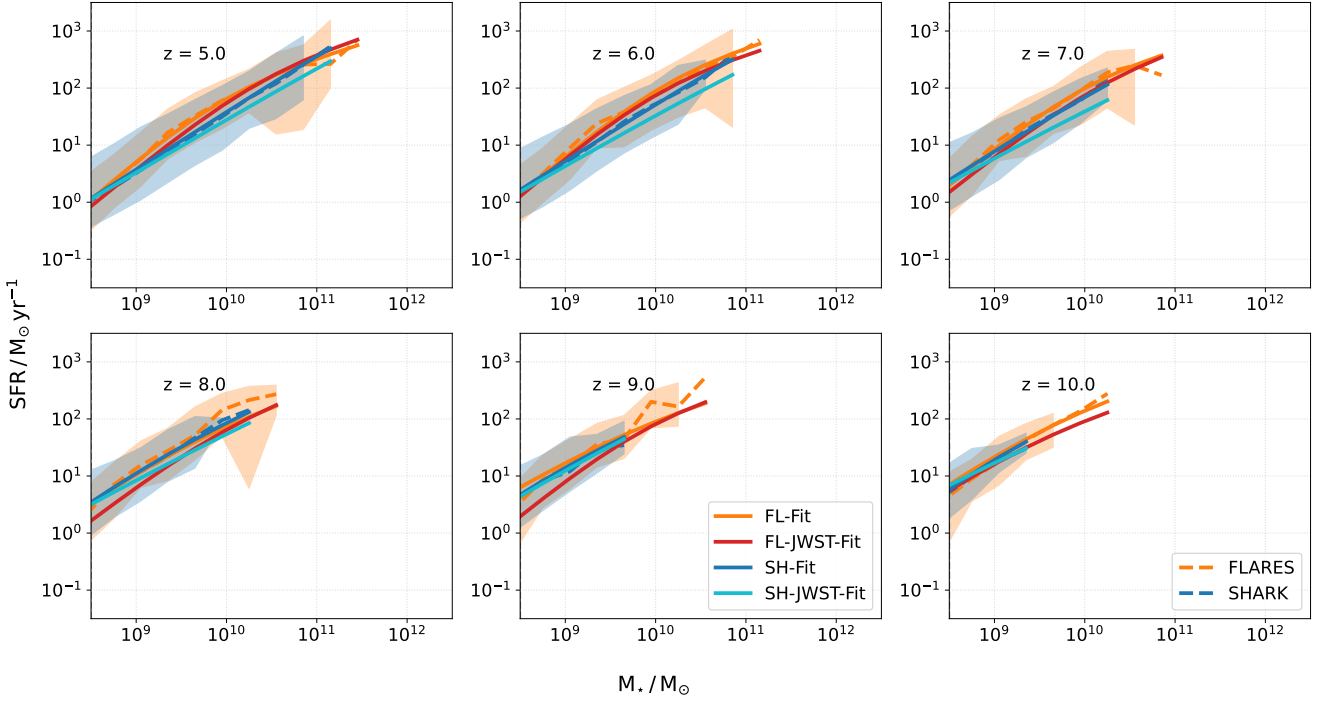 z = 5.0
z = 6.0
z = 7.0
10³
10²
10¹
10⁰
10⁻¹
10⁹ 10¹⁰ 10¹¹ 10¹²
10³
10²
10¹
10⁰
10⁻¹
10⁹ 10¹⁰ 10¹¹ 10¹²
10³
10²
10¹
10⁰
10⁻¹
10⁹ 10¹⁰ 10¹¹ 10¹²
SFR / M⊙ yr⁻¹
z = 8.0
z = 9.0
z = 10.0
10³
10²
10¹
10⁰
10⁻¹
10⁹ 10¹⁰ 10¹¹ 10¹²
10³
10²
10¹
10⁰
10⁻¹
10⁹ 10¹⁰ 10¹¹ 10¹²
FL-Fit
FL-JWST-Fit
SH-Fit
SH-JWST-Fit
10³
10²
10¹
10⁰
10⁻¹
10⁹ 10¹⁰ 10¹¹ 10¹²
FLARES
SHARK
M⋆ / M⊙